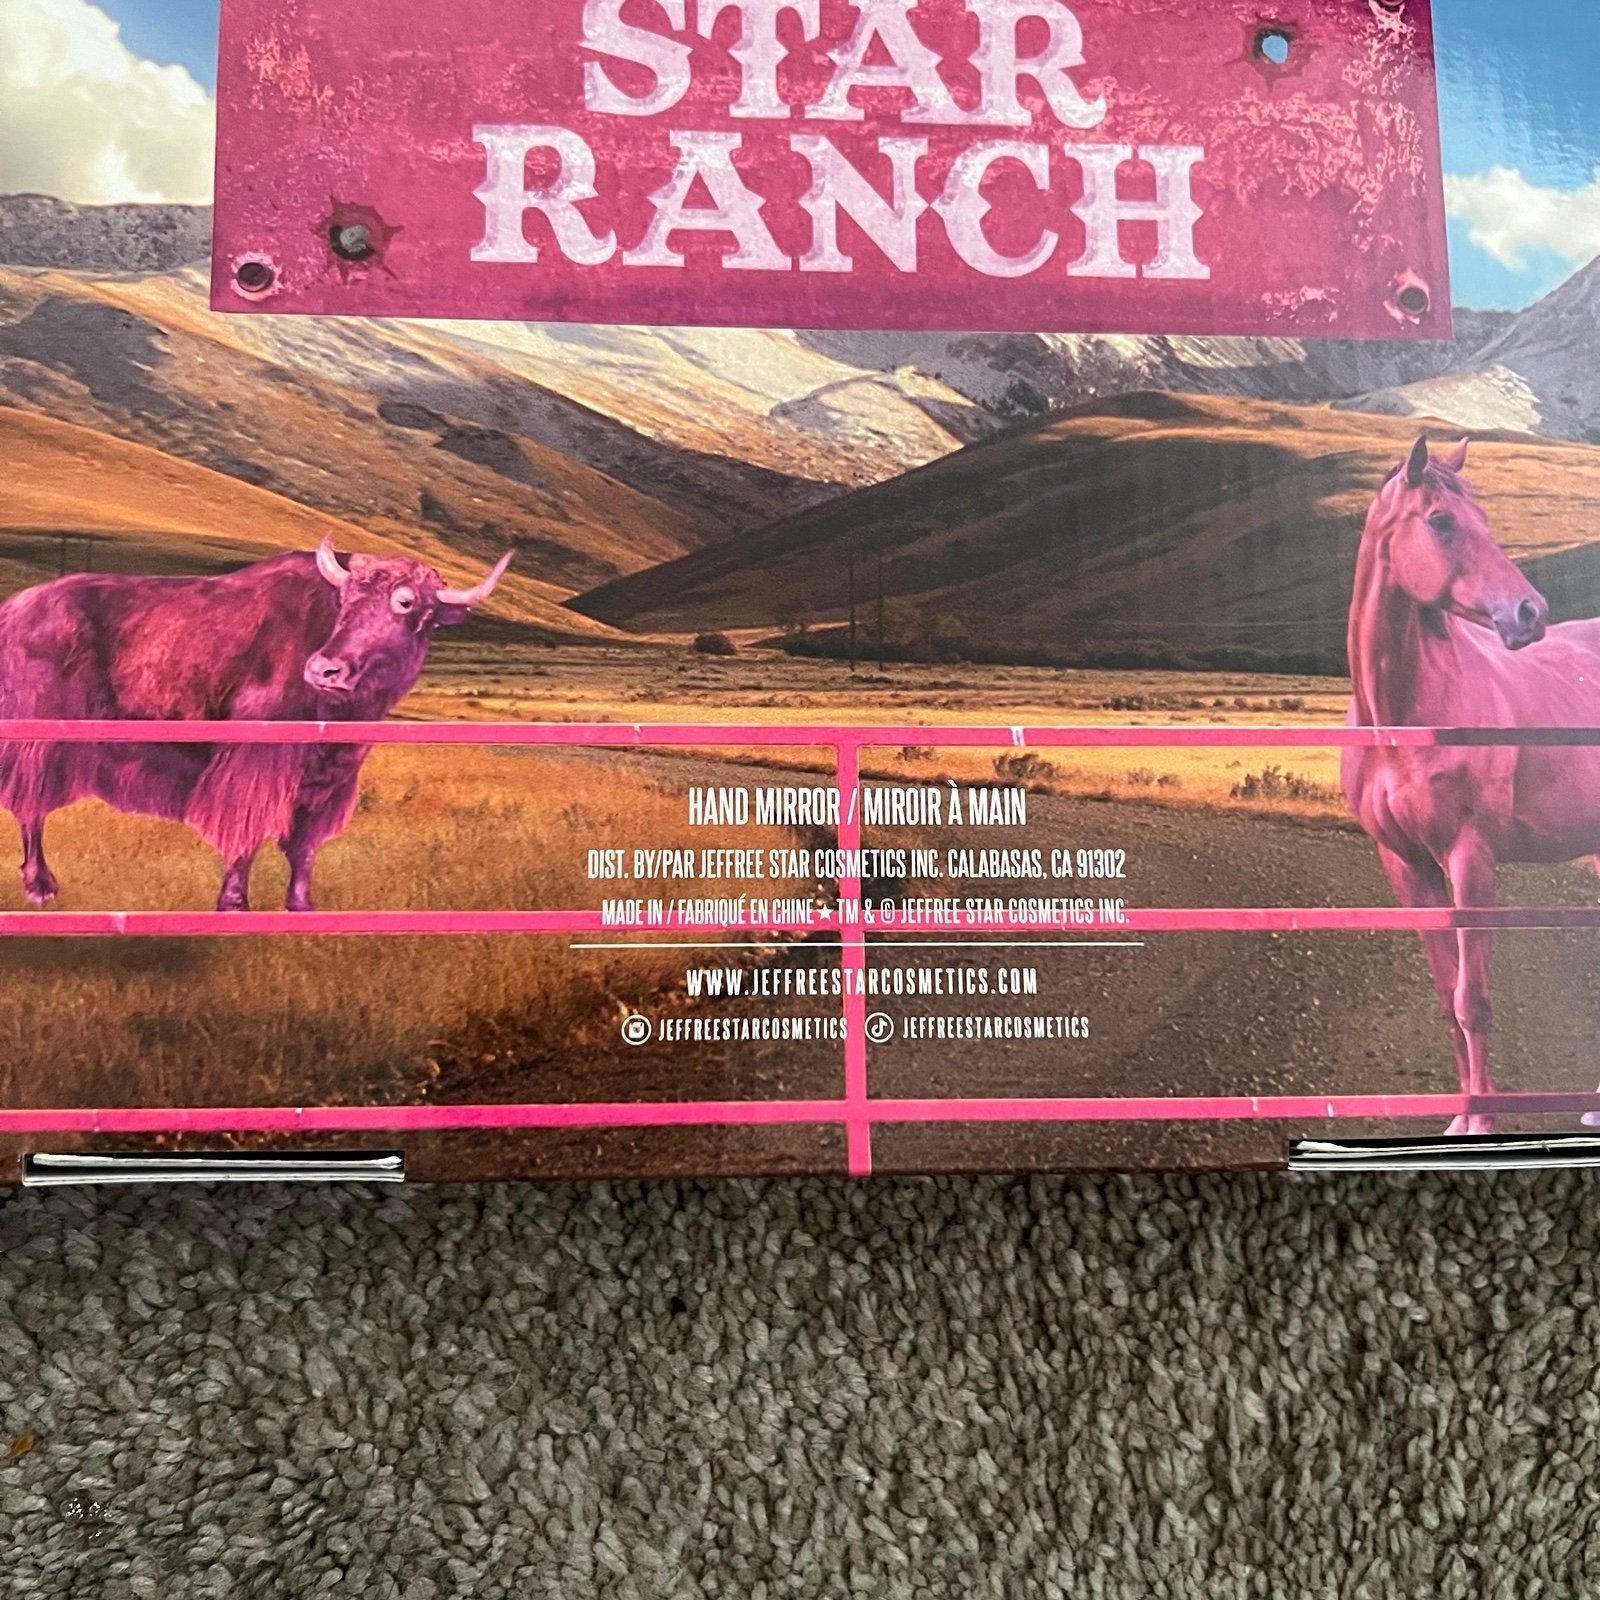 STAR
RANCH
HAND MIRROR / MIROIR À MAIN
DIST. BY/PAR JEFFREE STAR COSMETICS INC. CALABASAS, CA 91302
MADE IN / FABRIQUÉ EN CHINE ★ TM & © JEFFREE STAR COSMETICS INC.
WWW.JEFFREESTARCOSMETICS.COM
JEFFREESTARCOSMETICS JEFFREESTARCOSMETICS